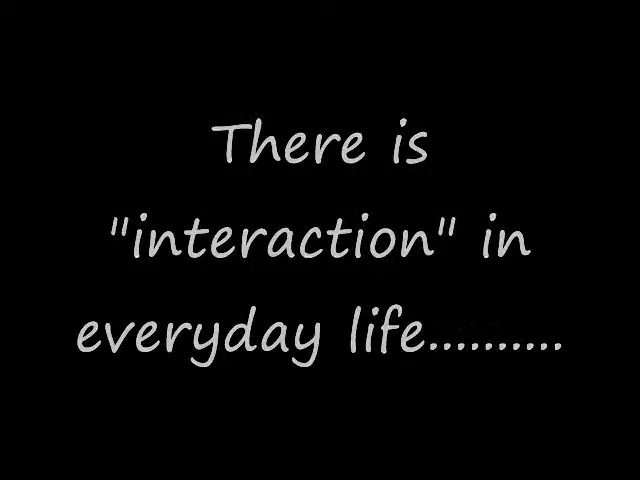 There is
"interaction" in
everyday life..........